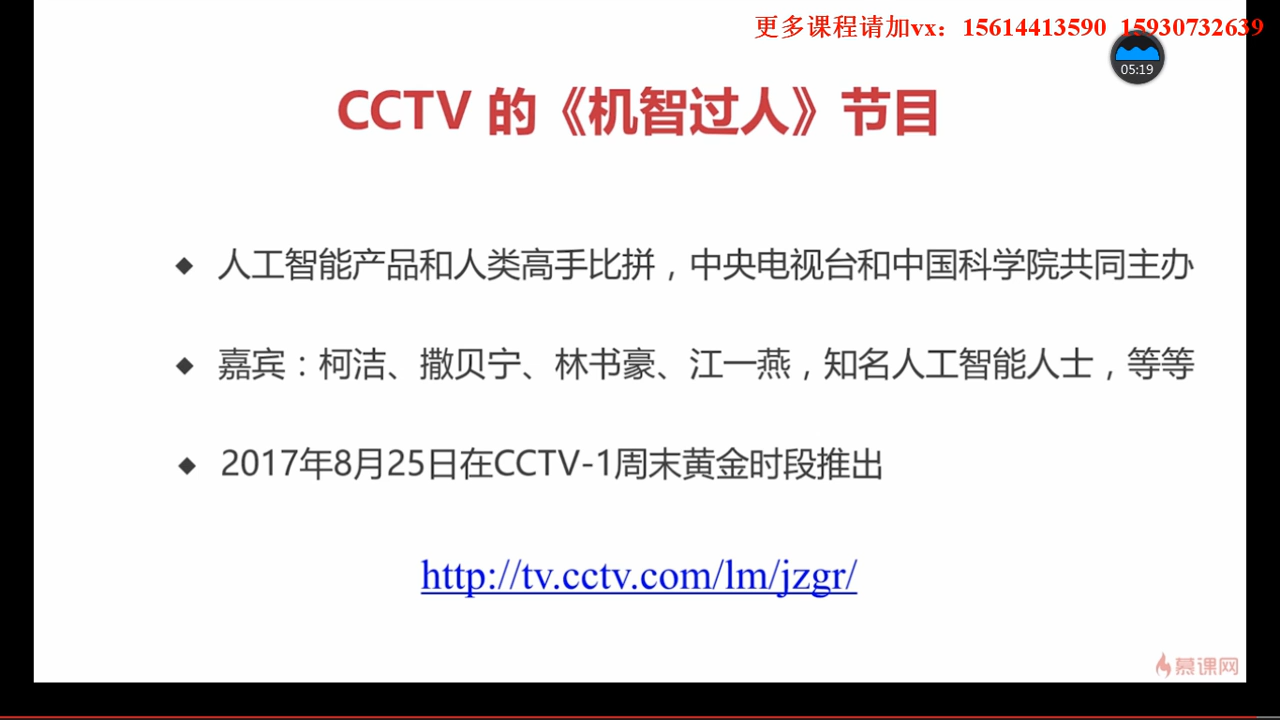 更多课程请加vx：15614413590 15930732639
05:19
CCTV 的《机智过人》节目
◆ 人工智能产品和人类高手比拼，中央电视台和中国科学院共同主办
◆ 嘉宾：柯洁、撒贝宁、林书豪、江一燕，知名人工智能人士，等等
◆ 2017年8月25日在CCTV-1周末黄金时段推出
http://tv.cctv.com/lm/jzgr/
慕课网